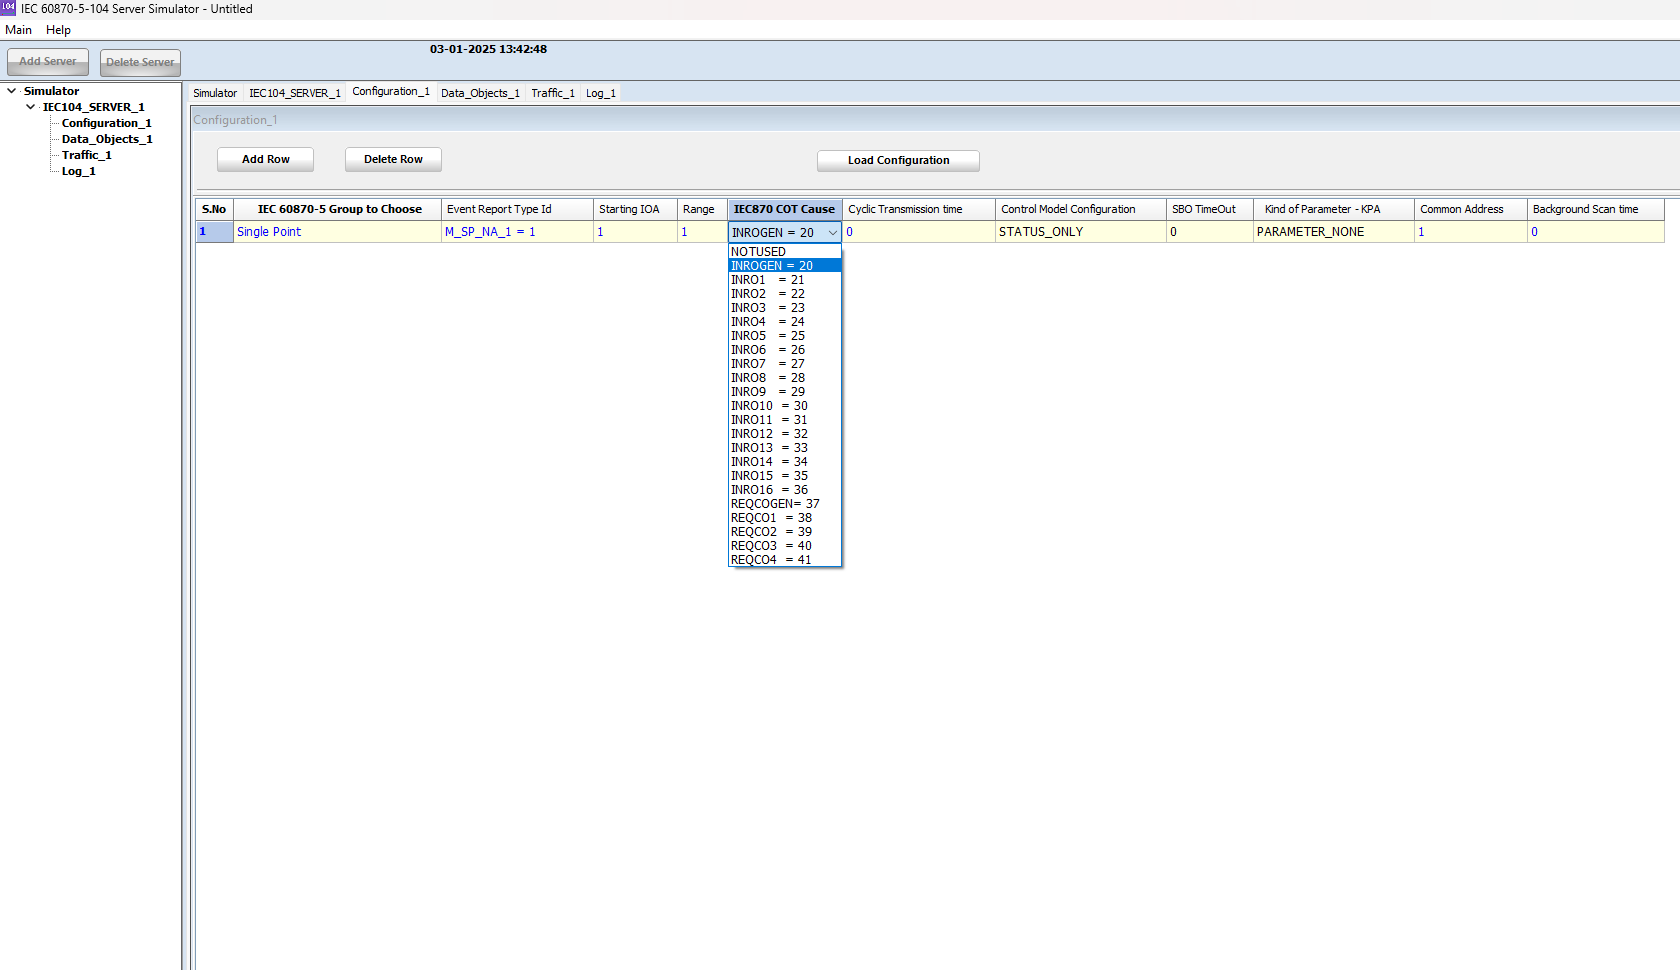 104 IEC 60870-5-104 Server Simulator - Untitled
Main Help
Add Server Delete Server 03-01-2025 13:42:48
Simulator
IEC104_SERVER_1
Configuration_1
Data_Objects_1
Traffic_1
Log_1
Simulator IEC104_SERVER_1 Configuration_1 Data_Objects_1 Traffic_1 Log_1
Configuration_1
Add Row Delete Row Load Configuration
S.No IEC 60870-5 Group to Choose Event Report Type Id Starting IOA Range IEC870 COT Cause Cyclic Transmission time Control Model Configuration SBO TimeOut Kind of Parameter - KPA Common Address Background Scan time
1 Single Point M_SP_NA_1 = 1 1 1 INROGEN = 20 0 STATUS_ONLY 0 PARAMETER_NONE 1 0
NOTUSED
INROGEN = 20
INRO1 = 21
INRO2 = 22
INRO3 = 23
INRO4 = 24
INRO5 = 25
INRO6 = 26
INRO7 = 27
INRO8 = 28
INRO9 = 29
INRO10 = 30
INRO11 = 31
INRO12 = 32
INRO13 = 33
INRO14 = 34
INRO15 = 35
INRO16 = 36
REQCOGEN= 37
REQCO1 = 38
REQCO2 = 39
REQCO3 = 40
REQCO4 = 41